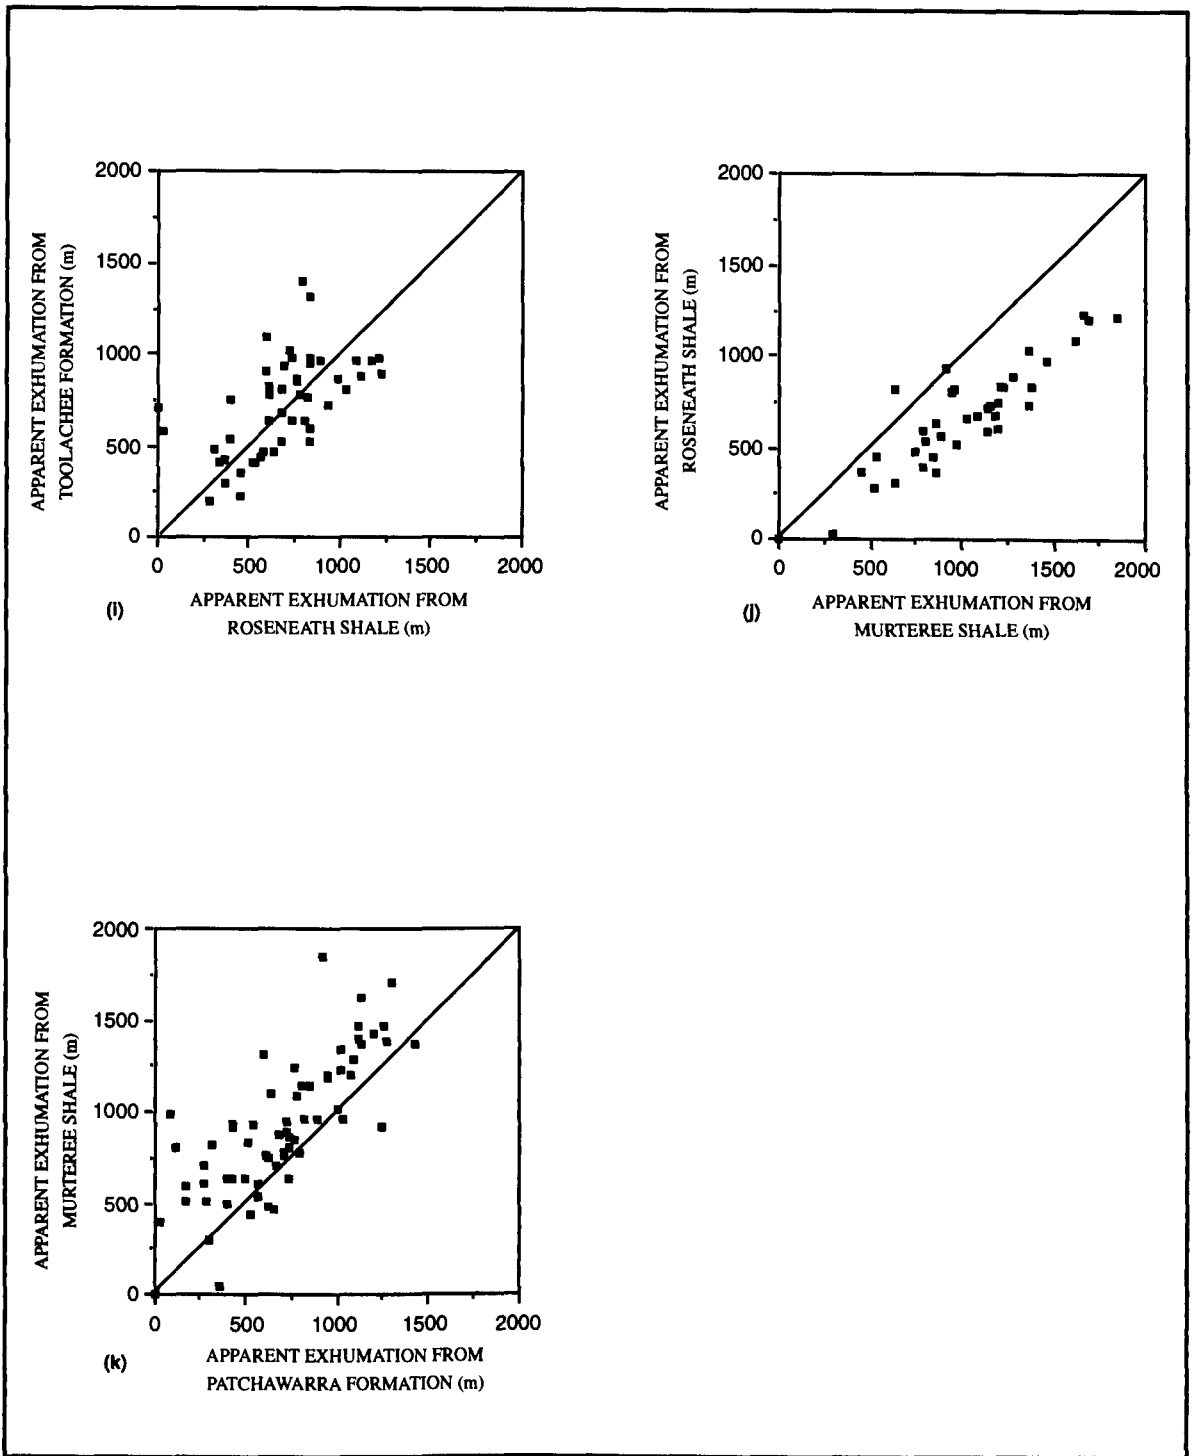 2000
1500
1000
500
0
APPARENT EXHUMATION FROM
TOOLACHEE FORMATION (m)
0 500 1000 1500 2000
(i)
APPARENT EXHUMATION FROM
ROSENEATH SHALE (m)
2000
1500
1000
500
0
APPARENT EXHUMATION FROM
ROSENEATH SHALE (m)
0 500 1000 1500 2000
(j)
APPARENT EXHUMATION FROM
MURTEREE SHALE (m)
2000
1500
1000
500
0
APPARENT EXHUMATION FROM
MURTEREE SHALE (m)
0 500 1000 1500 2000
(k)
APPARENT EXHUMATION FROM
PATCHAWARRA FORMATION (m)